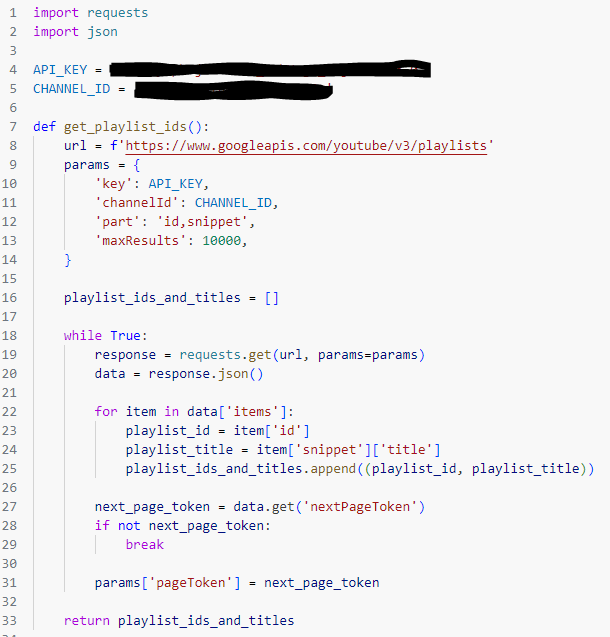 1 import requests
2 import json
3
4 API_KEY =
5 CHANNEL_ID =
6
7 def get_playlist_ids():
8     url = f'https://www.googleapis.com/youtube/v3/playlists'
9     params = {
10         'key': API_KEY,
11         'channelId': CHANNEL_ID,
12         'part': 'id,snippet',
13         'maxResults': 10000,
14     }
15
16     playlist_ids_and_titles = []
17
18     while True:
19         response = requests.get(url, params=params)
20         data = response.json()
21
22         for item in data['items']:
23             playlist_id = item['id']
24             playlist_title = item['snippet']['title']
25             playlist_ids_and_titles.append((playlist_id, playlist_title))
26
27         next_page_token = data.get('nextPageToken')
28         if not next_page_token:
29             break
30
31         params['pageToken'] = next_page_token
32
33     return playlist_ids_and_titles